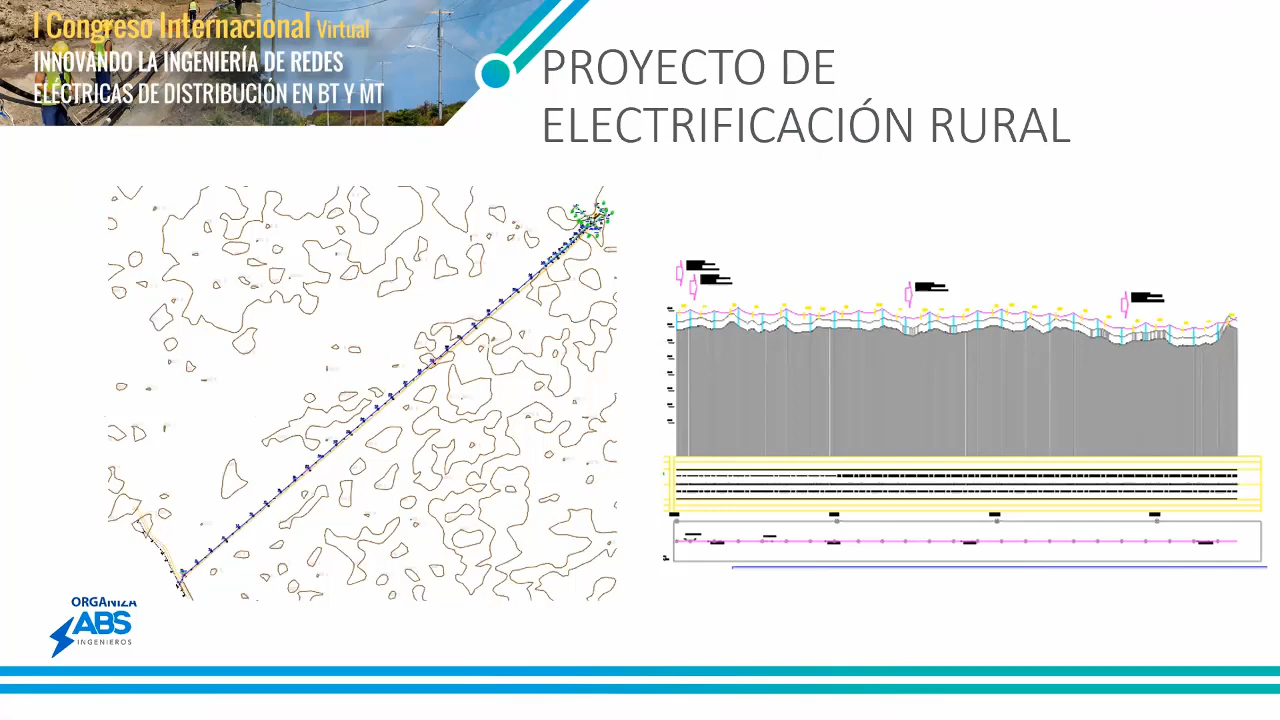 I Congreso Internacional Virtual
INNOVANDO LA INGENIERÍA DE REDES
ELÉCTRICAS DE DISTRIBUCIÓN EN BT Y MT
PROYECTO DE
ELECTRIFICACIÓN RURAL
ORGANIZA
ABS
INGENIEROS